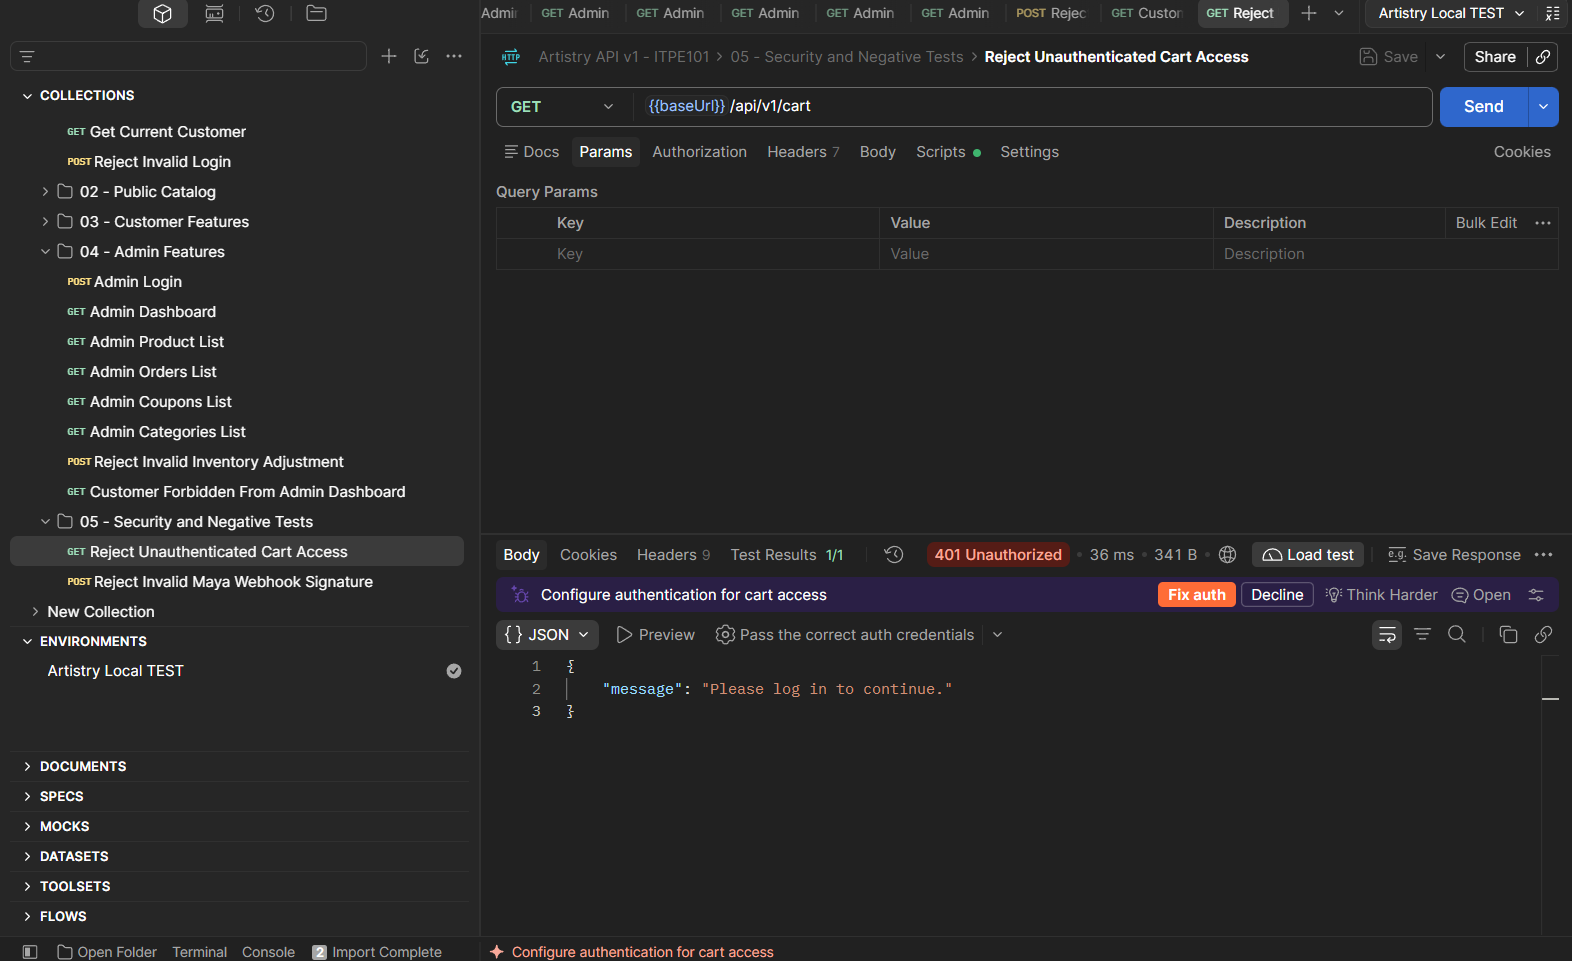 Admin
GET Admin
GET Admin
GET Admin
GET Admin
GET Admin
POST Rejec
GET Custon
GET Reject
Artistry Local TEST
HTTP Artistry API v1 - ITPE101 > 05 - Security and Negative Tests > Reject Unauthenticated Cart Access
Save
Share
GET
{{baseUrl}} /api/v1/cart
Send
Docs Params Authorization Headers 7 Body Scripts Settings Cookies
Query Params
Key Value Description Bulk Edit
Key Value Description
COLLECTIONS
GET Get Current Customer
POST Reject Invalid Login
02 - Public Catalog
03 - Customer Features
04 - Admin Features
POST Admin Login
GET Admin Dashboard
GET Admin Product List
GET Admin Orders List
GET Admin Coupons List
GET Admin Categories List
POST Reject Invalid Inventory Adjustment
GET Customer Forbidden From Admin Dashboard
05 - Security and Negative Tests
GET Reject Unauthenticated Cart Access
POST Reject Invalid Maya Webhook Signature
New Collection
ENVIRONMENTS
Artistry Local TEST
DOCUMENTS
SPECS
MOCKS
DATASETS
TOOLSETS
FLOWS
Body Cookies Headers 9 Test Results 1/1 401 Unauthorized • 36 ms • 341 B Load test e.g. Save Response
Configure authentication for cart access Fix auth Decline Think Harder Open
{} JSON Preview Pass the correct auth credentials
1 {
2 "message": "Please log in to continue."
3 }
Open Folder Terminal Console 2 Import Complete
Configure authentication for cart access